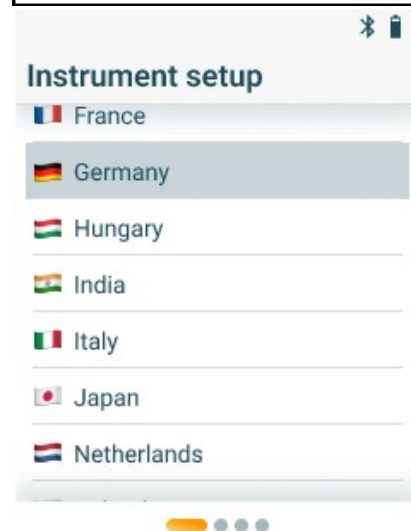 Instrument setup
France
Germany
Hungary
India
Italy
Japan
Netherlands